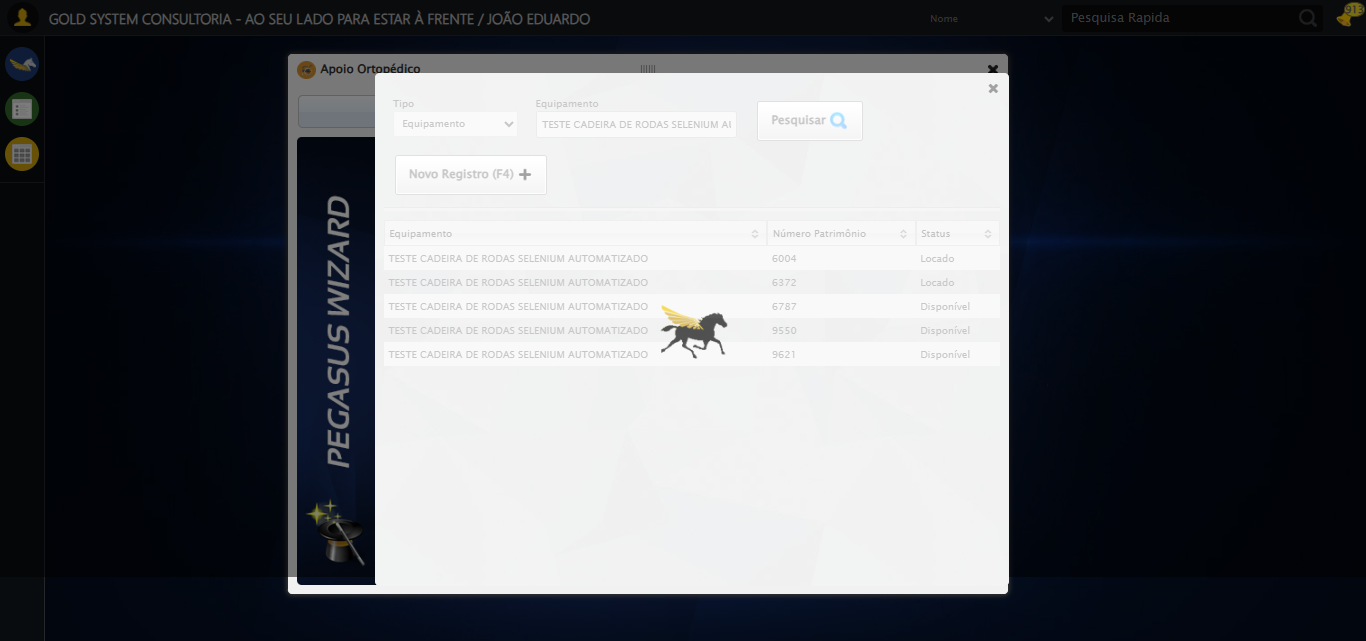 GOLD SYSTEM CONSULTORIA - AO SEU LADO PARA ESTAR À FRENTE / JOÃO EDUARDO
Nome
Pesquisa Rapida
913
Apoio Ortopédico
Tipo
Equipamento
Equipamento
TESTE CADEIRA DE RODAS SELENIUM
Pesquisar
Novo Registro (F4)
Equipamento Número Patrimônio Status
TESTE CADEIRA DE RODAS SELENIUM AUTOMATIZADO 6004 Locado
TESTE CADEIRA DE RODAS SELENIUM AUTOMATIZADO 6372 Locado
TESTE CADEIRA DE RODAS SELENIUM AUTOMATIZADO 6787 Disponível
TESTE CADEIRA DE RODAS SELENIUM AUTOMATIZADO 9550 Disponível
TESTE CADEIRA DE RODAS SELENIUM AUTOMATIZADO 9621 Disponível
PEGASUS WIZARD